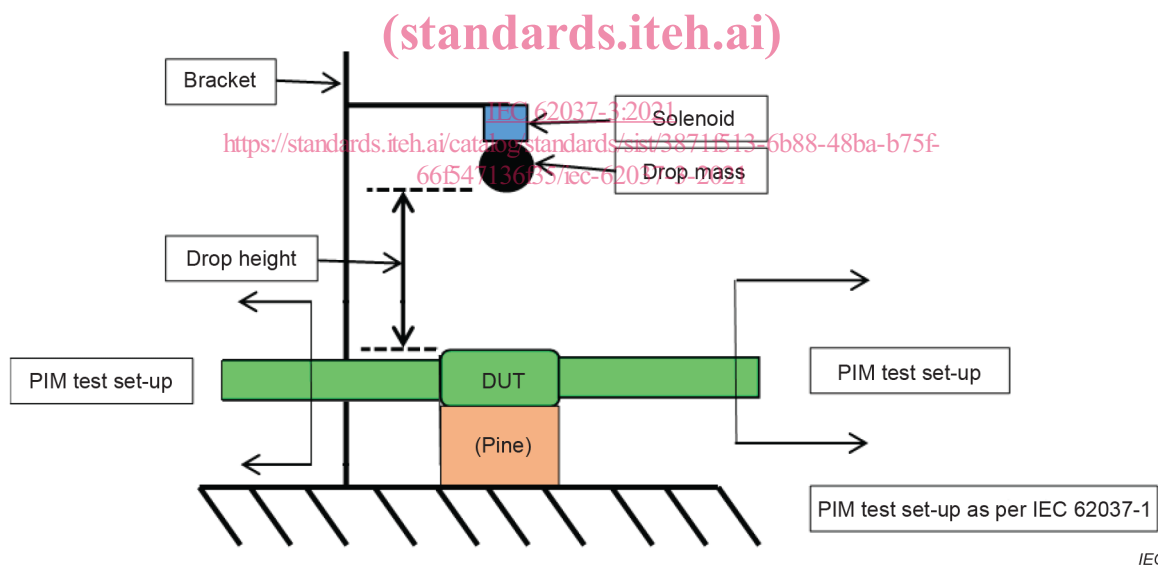 (standards.iteh.ai)
Bracket
IEC 62037-3:2021
Solenoid
https://standards.iteh.ai/catalog/standards/sist/3871f513-6b88-48ba-b75f-
66f547136f35/iec-62037-3-2021
Drop mass
Drop height
PIM test set-up
DUT
PIM test set-up
(Pine)
PIM test set-up as per IEC 62037-1
IEC